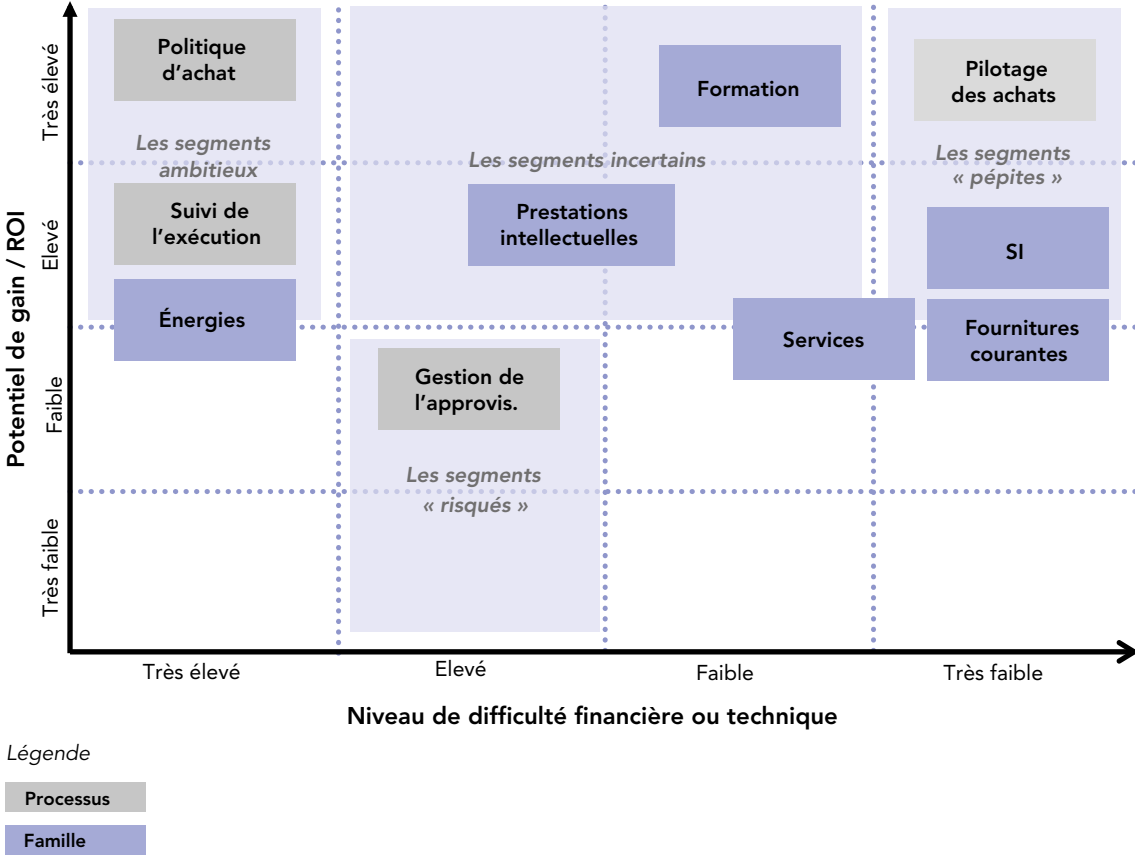 Potentiel de gain / ROI
Très élevé
Elevé
Faible
Très faible
Politique
d’achat
Les segments
ambitieux
Suivi de
l’exécution
Énergies
Formation
Les segments incertains
Prestations
intellectuelles
Pilotage
des achats
Les segments
« pépites »
SI
Services
Fournitures
courantes
Gestion de
l’approvis.
Les segments
« risqués »
Très élevé
Elevé
Faible
Très faible
Niveau de difficulté financière ou technique
Légende
Processus
Famille